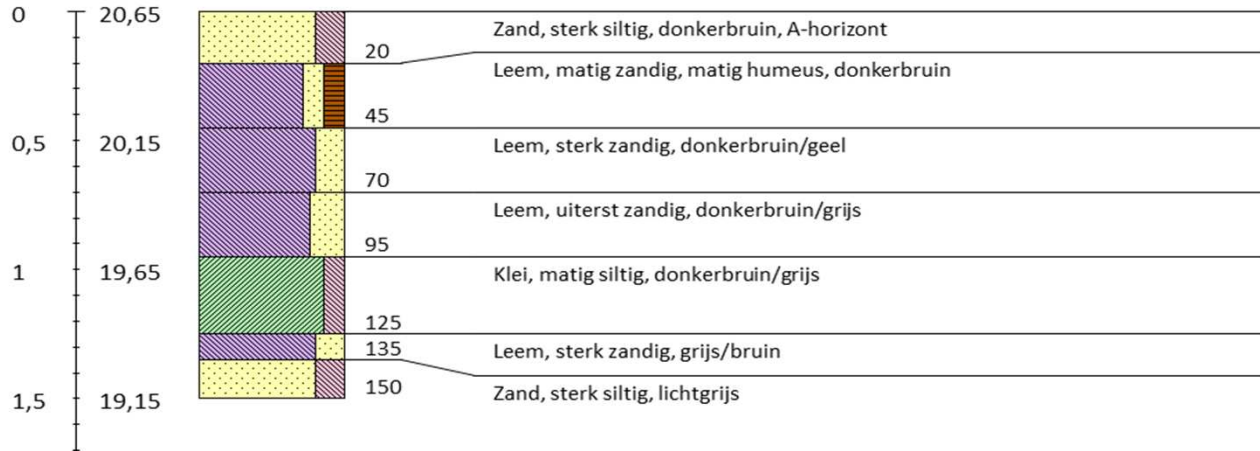 0 20,65 Zand, sterk siltig, donkerbruin, A-horizont
20
Leem, matig zandig, matig humeus, donkerbruin
45
0,5 20,15 Leem, sterk zandig, donkerbruin/geel
70
Leem, uiterst zandig, donkerbruin/grijs
95
1 19,65 Klei, matig siltig, donkerbruin/grijs
125
135 Leem, sterk zandig, grijs/bruin
150 Zand, sterk siltig, lichtgrijs
1,5 19,15